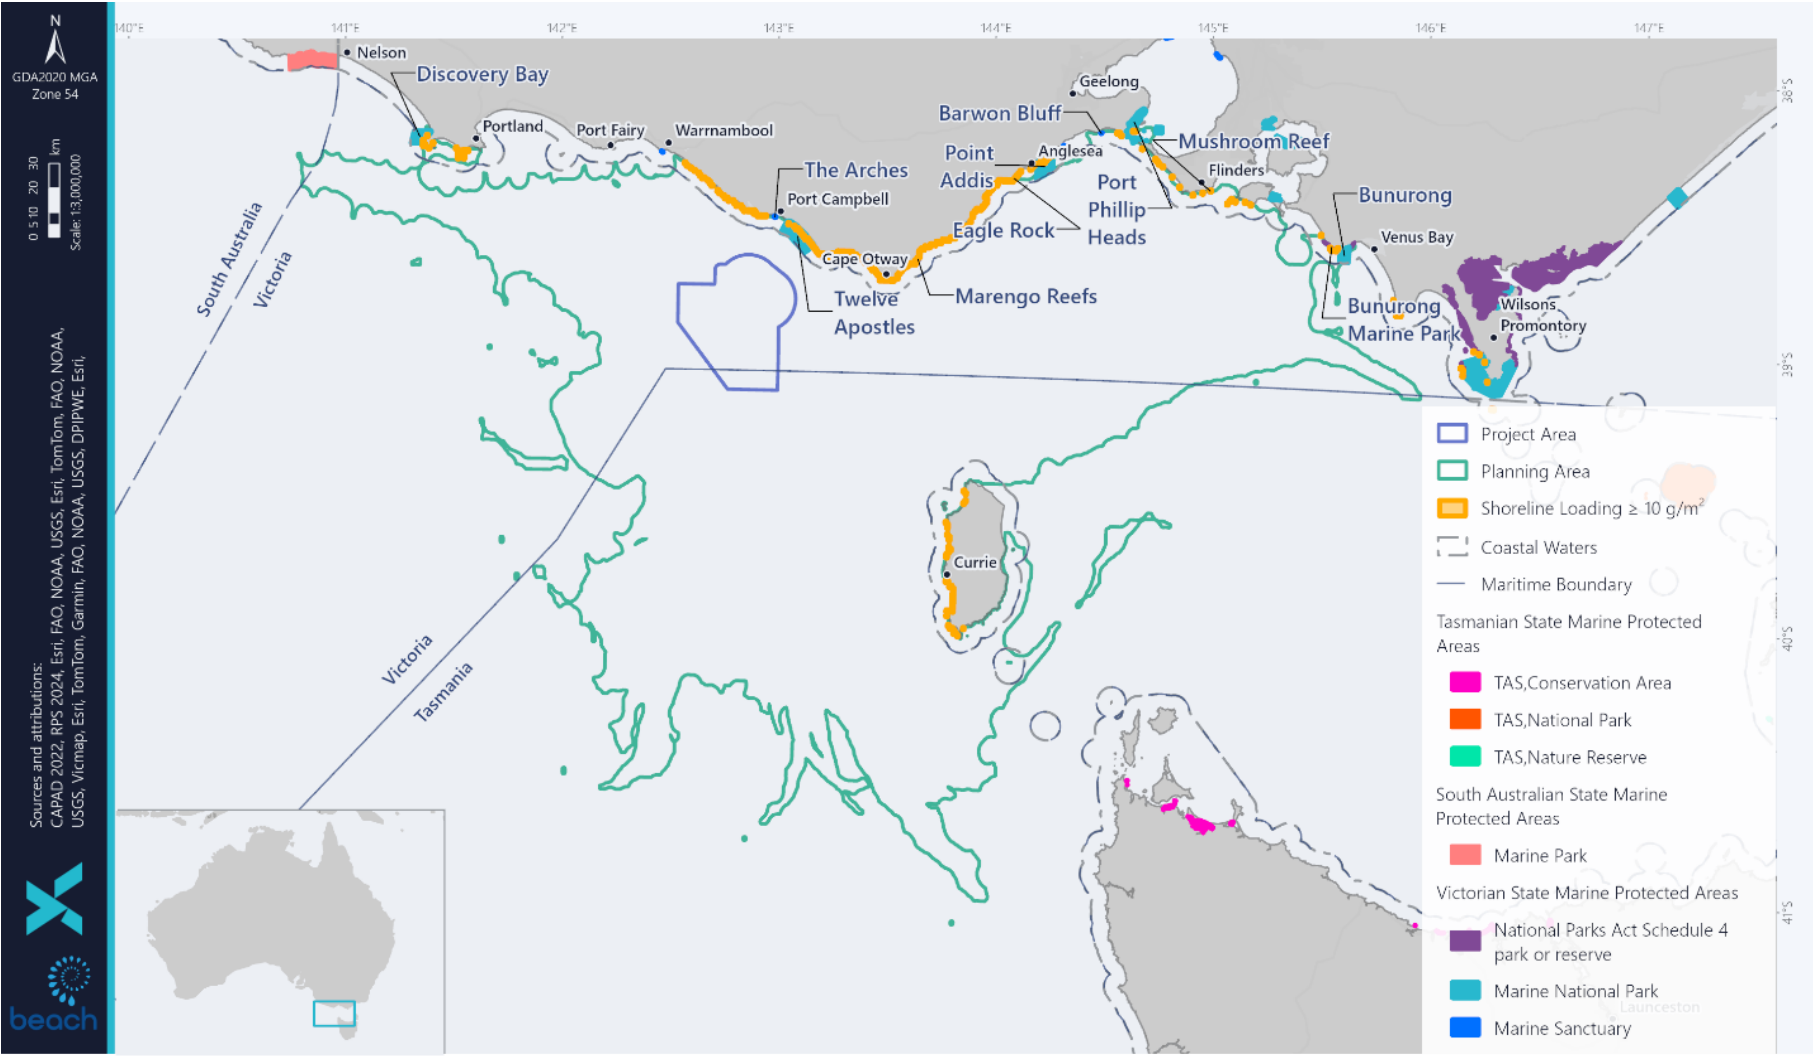 N
GDA2020 MGA
Zone 54
0 5 10 20 30
km
Scale: 1:3,000,000
Sources and attributions:
CAPAD 2022, RPS 2024, Esri, FAO, NOAA, USGS, Esri, TomTom, FAO, NOAA,
USGS, Vicmap, Esri, TomTom, Garmin, FAO, NOAA, USGS, DPIPWE, Esri,
beach
140°E
141°E
142°E
143°E
144°E
145°E
146°E
147°E
38°S
39°S
40°S
41°S
Nelson
Discovery Bay
Portland
Port Fairy
Warrnambool
The Arches
Port Campbell
Cape Otway
Twelve
Apostles
Marengo Reefs
Eagle Rock
Point
Addis
Anglesea
Barwon Bluff
Geelong
Port
Phillip
Heads
Mushroom Reef
Flinders
Bunurong
Venus Bay
Bunurong
Marine Park
Wilsons
Promontory
South Australia
Victoria
Victoria
Tasmania
Currie
Project Area
Planning Area
Shoreline Loading ≥ 10 g/m²
Coastal Waters
Maritime Boundary
Tasmanian State Marine Protected
Areas
TAS,Conservation Area
TAS,National Park
TAS,Nature Reserve
South Australian State Marine
Protected Areas
Marine Park
Victorian State Marine Protected Areas
National Parks Act Schedule 4
park or reserve
Marine National Park
Launceston
Marine Sanctuary